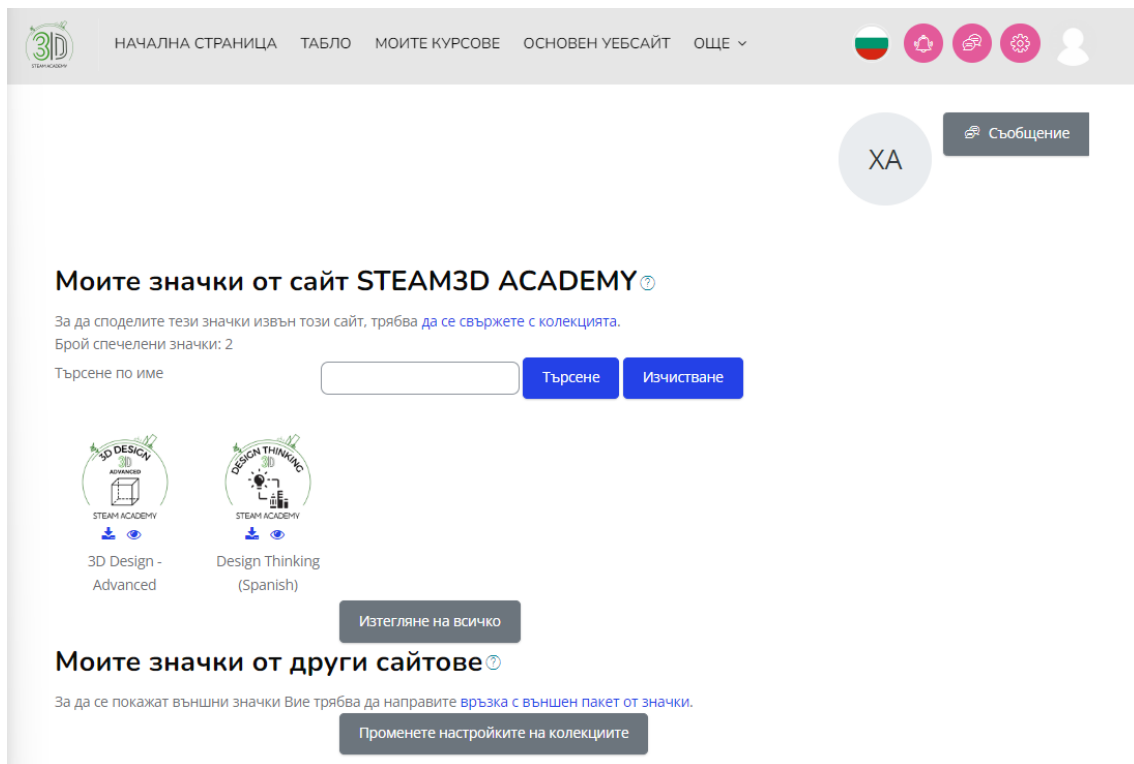 3D
STEAM ACADEMY
НАЧАЛНА СТРАНИЦА ТАБЛО МОИТЕ КУРСОВЕ ОСНОВЕН УЕБСАЙТ ОЩЕ
ХА
Съобщение
Моите значки от сайт STEAM3D ACADEMY
За да споделите тези значки извън този сайт, трябва да се свържете с колекцията.
Брой спечелени значки: 2
Търсене по име Търсене Изчистване
3D DESIGN
3D
ADVANCED
STEAM ACADEMY
DESIGN THINKING
3D
STEAM ACADEMY
3D Design -
Advanced
Design Thinking
(Spanish)
Изтегляне на всичко
Моите значки от други сайтове
За да се покажат външни значки Вие трябва да направите връзка с външен пакет от значки.
Променете настройките на колекциите